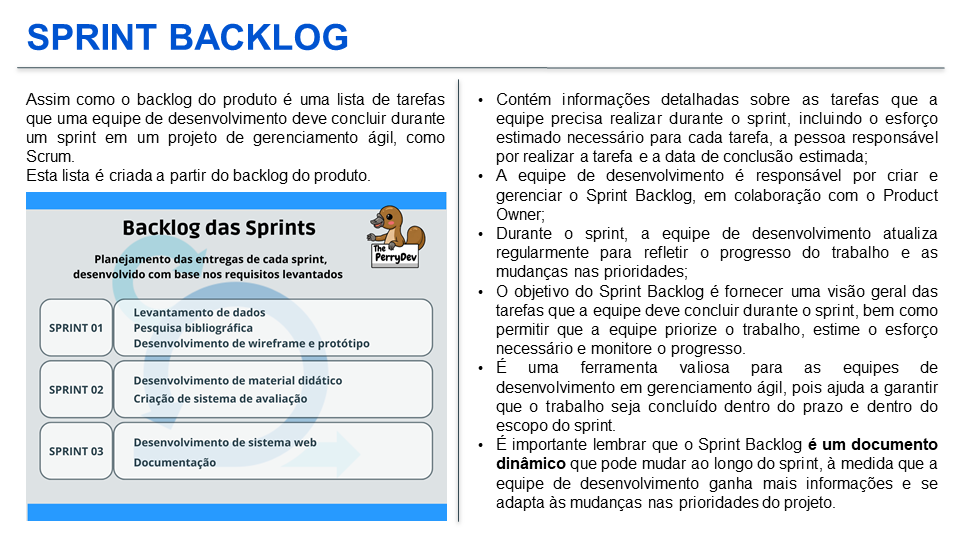 SPRINT BACKLOG
Assim como o backlog do produto é uma lista de tarefas
que uma equipe de desenvolvimento deve concluir durante
um sprint em um projeto de gerenciamento ágil, como
Scrum.
Esta lista é criada a partir do backlog do produto.
Backlog das Sprints
The
PerryDev
Planejamento das entregas de cada sprint,
desenvolvido com base nos requisitos levantados
SPRINT 01
Levantamento de dados
Pesquisa bibliográfica
Desenvolvimento de wireframe e protótipo
SPRINT 02
Desenvolvimento de material didático
Criação de sistema de avaliação
SPRINT 03
Desenvolvimento de sistema web
Documentação
• Contém informações detalhadas sobre as tarefas que a
equipe precisa realizar durante o sprint, incluindo o esforço
estimado necessário para cada tarefa, a pessoa responsável
por realizar a tarefa e a data de conclusão estimada;
• A equipe de desenvolvimento é responsável por criar e
gerenciar o Sprint Backlog, em colaboração com o Product
Owner;
• Durante o sprint, a equipe de desenvolvimento atualiza
regularmente para refletir o progresso do trabalho e as
mudanças nas prioridades;
• O objetivo do Sprint Backlog é fornecer uma visão geral das
tarefas que a equipe deve concluir durante o sprint, bem como
permitir que a equipe priorize o trabalho, estime o esforço
necessário e monitore o progresso.
• É uma ferramenta valiosa para as equipes de
desenvolvimento em gerenciamento ágil, pois ajuda a garantir
que o trabalho seja concluído dentro do prazo e dentro do
escopo do sprint.
• É importante lembrar que o Sprint Backlog é um documento
dinâmico que pode mudar ao longo do sprint, à medida que a
equipe de desenvolvimento ganha mais informações e se
adapta às mudanças nas prioridades do projeto.